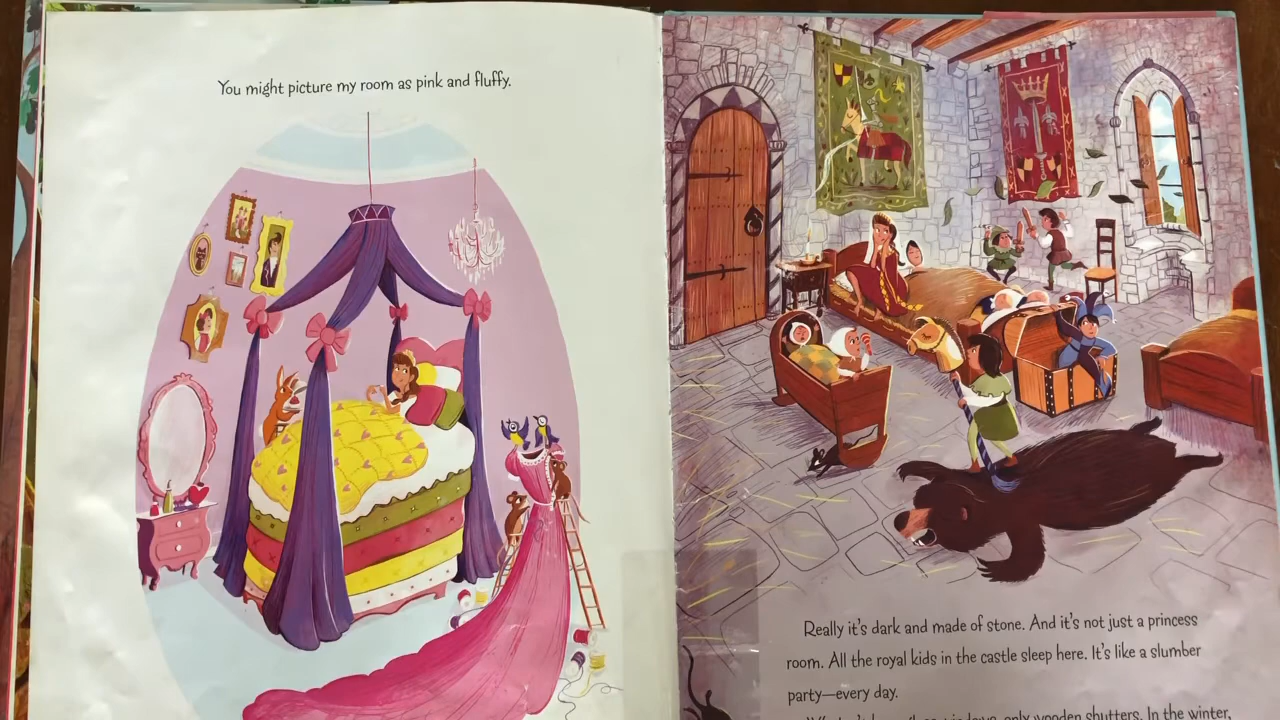 You might picture my room as pink and fluffy.
Really it's dark and made of stone. And it's not just a princess
room. All the royal kids in the castle sleep here. It's like a slumber
party—every day.
only wooden shutters. In the winter,